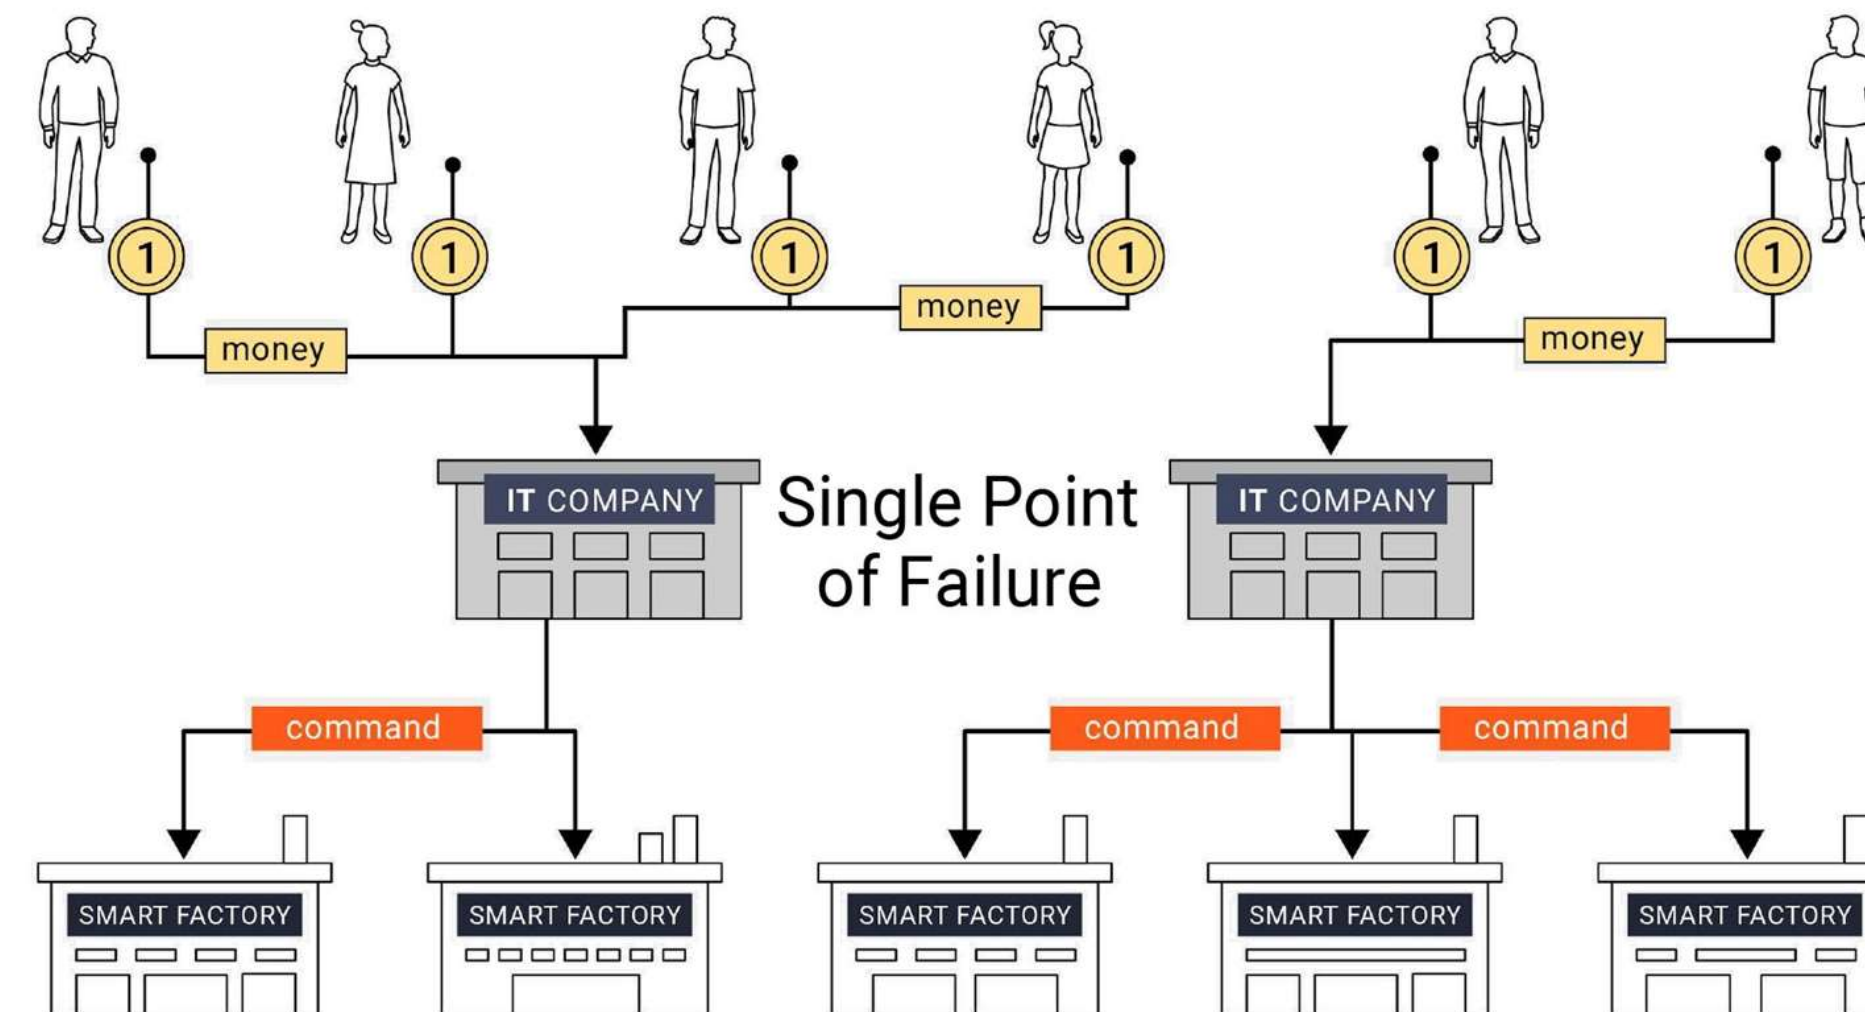 1
1
1
1
1
1
money
money
money
IT COMPANY
Single Point
of Failure
IT COMPANY
command
command
command
SMART FACTORY
SMART FACTORY
SMART FACTORY
SMART FACTORY
SMART FACTORY